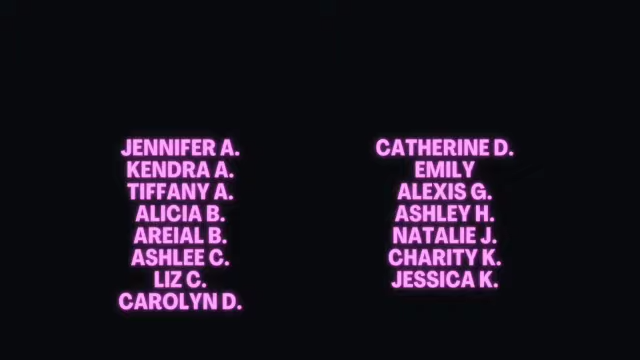 JENNIFER A.
KENDRA A.
TIFFANY A.
ALICIA B.
AREIAL B.
ASHLEE C.
LIZ C.
CAROLYN D.
CATHERINE D.
EMILY
ALEXIS G.
ASHLEY H.
NATALIE J.
CHARITY K.
JESSICA K.